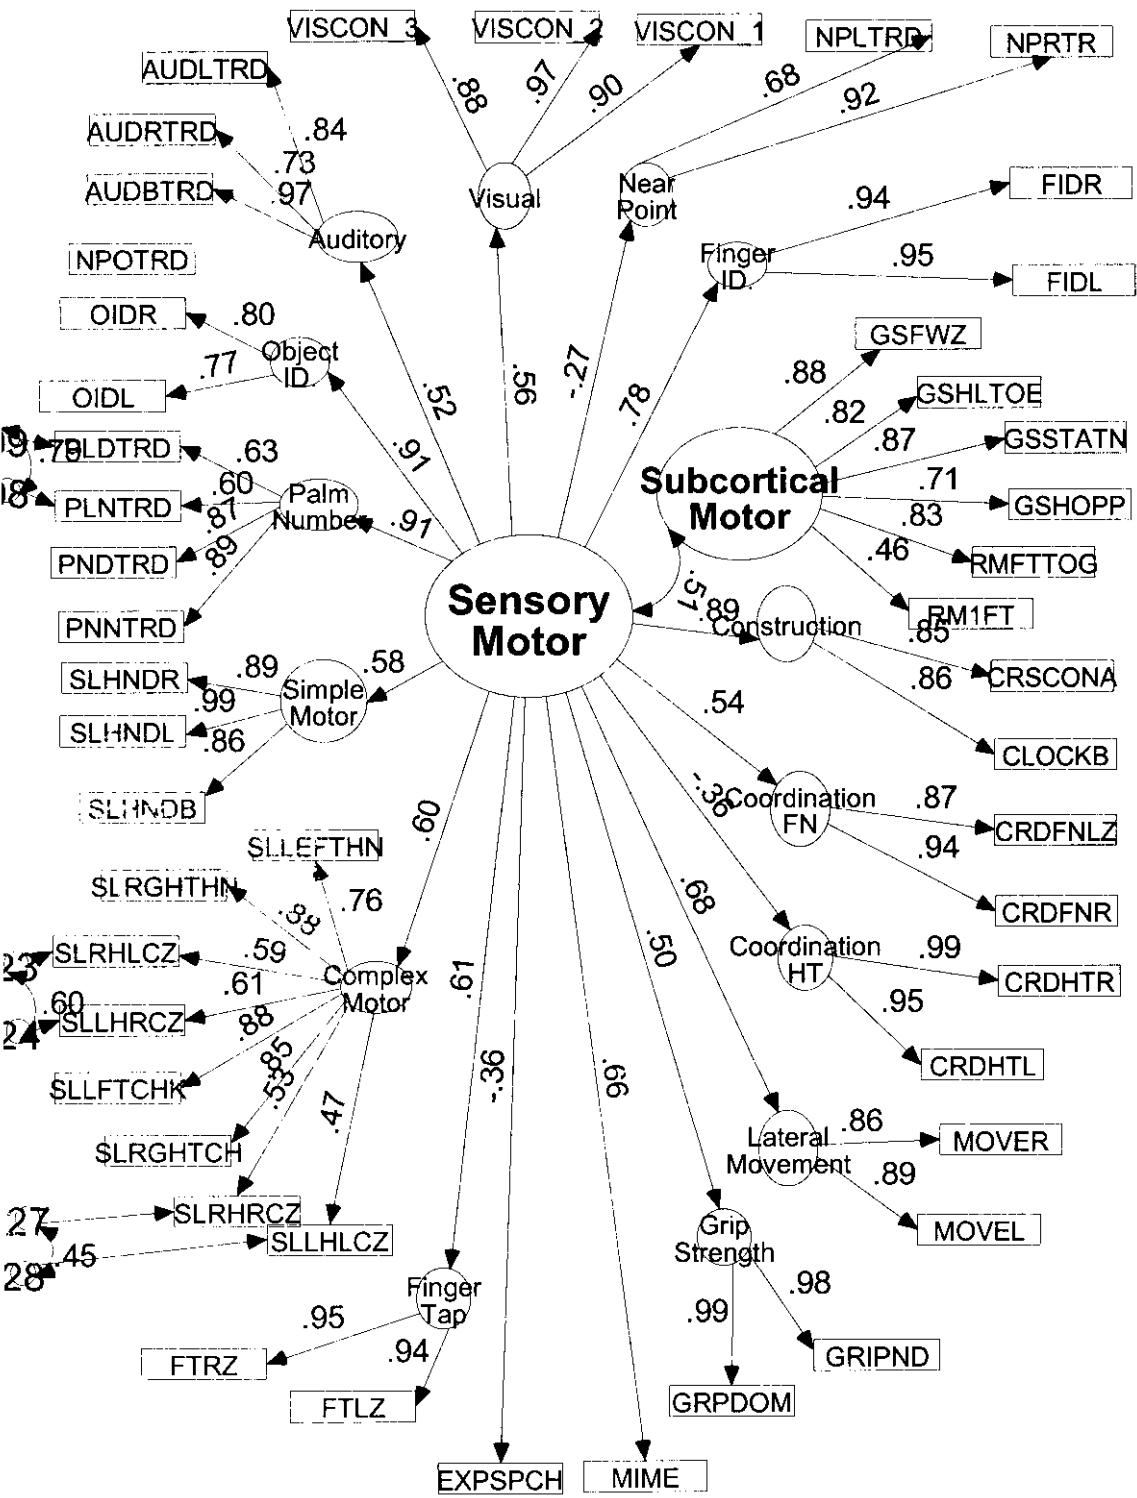 VISCON_3
VISCON_2
VISCON_1
NPLTRD
NPRTR
AUDLTRD
.88
.97
.90
.68
.92
AUDRTRD
.84
.73
AUDBTRD
.97
Visual
Near
Point
.94
FIDR
Auditory
Finger
ID.
.95
FIDL
NPOTRD
OIDR
.80
Object
ID.
.77
OIDL
.52
.56
-.27
.78
GSFWZ
.88
GSHLTOE
.82
.87
GSSTATN
.71
GSHOPP
.83
RMFTTOG
.46
RM1FT
Subcortical
Motor
.91
.79
PLDTRD
.63
.60
PLNTRD
.87
PNDTRD
.89
PNNTRD
Palm
Number
.91
Sensory
Motor
.51
.89
Construction
.85
CRSCONA
.86
CLOCKB
SLHNDR
.89
.99
SLHNDL
.86
SLHNDB
Simple
Motor
.58
.54
-.36
Coordination
FN
.87
CRDFNLZ
.94
CRDFNR
.60
SLLEFTHN
SLRGHTHN
.76
.88
SLRHLCZ
.59
.61
.60
SLLHRCZ
.88
SLLFTCHK
.85
.53
SLRGHTCH
.47
Complex
Motor
.61
-.36
.66
.50
.68
Coordination
HT
.99
CRDHTR
.95
CRDHTL
Lateral
Movement
.86
MOVER
.89
MOVEL
27
SLRHRCZ
SLLHLCZ
.45
28
Grip
Strength
.98
.99
GRIPND
GRPDOM
Finger
Tap
.95
.94
FTRZ
FTLZ
EXPSPCH
MIME